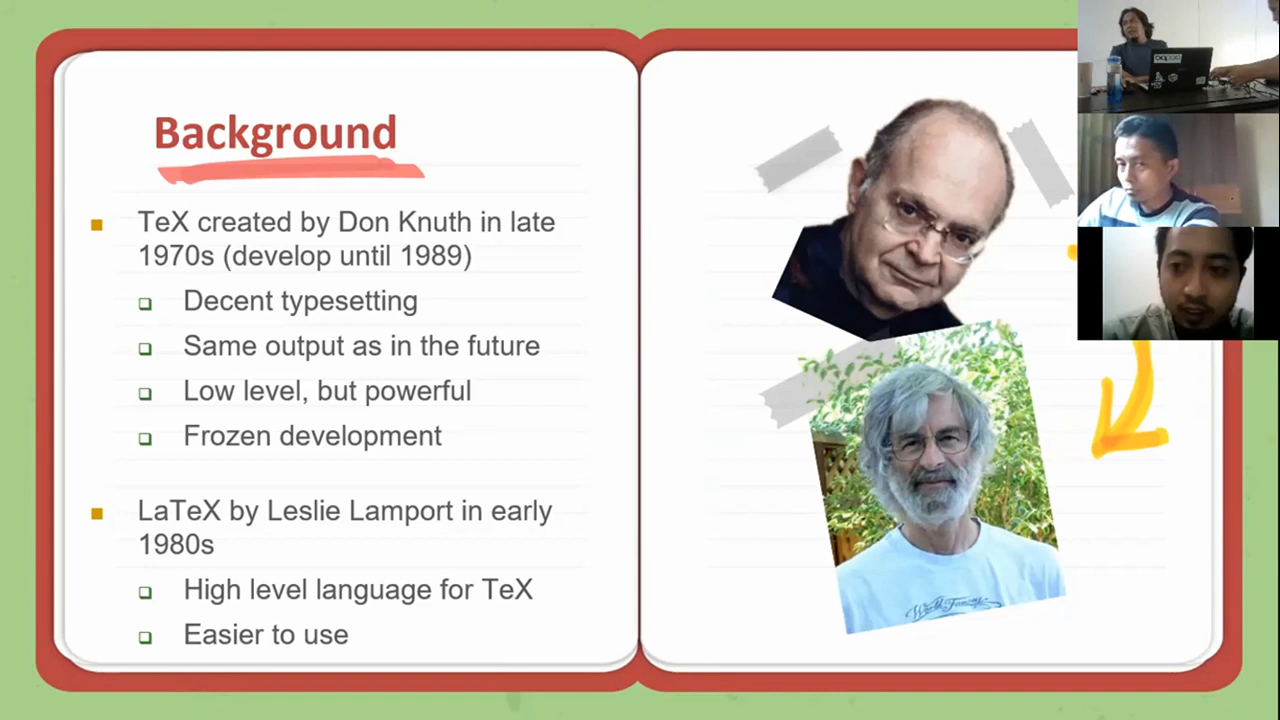 Background
TeX created by Don Knuth in late
1970s (develop until 1989)
Decent typesetting
Same output as in the future
Low level, but powerful
Frozen development
LaTeX by Leslie Lamport in early
1980s
High level language for TeX
Easier to use